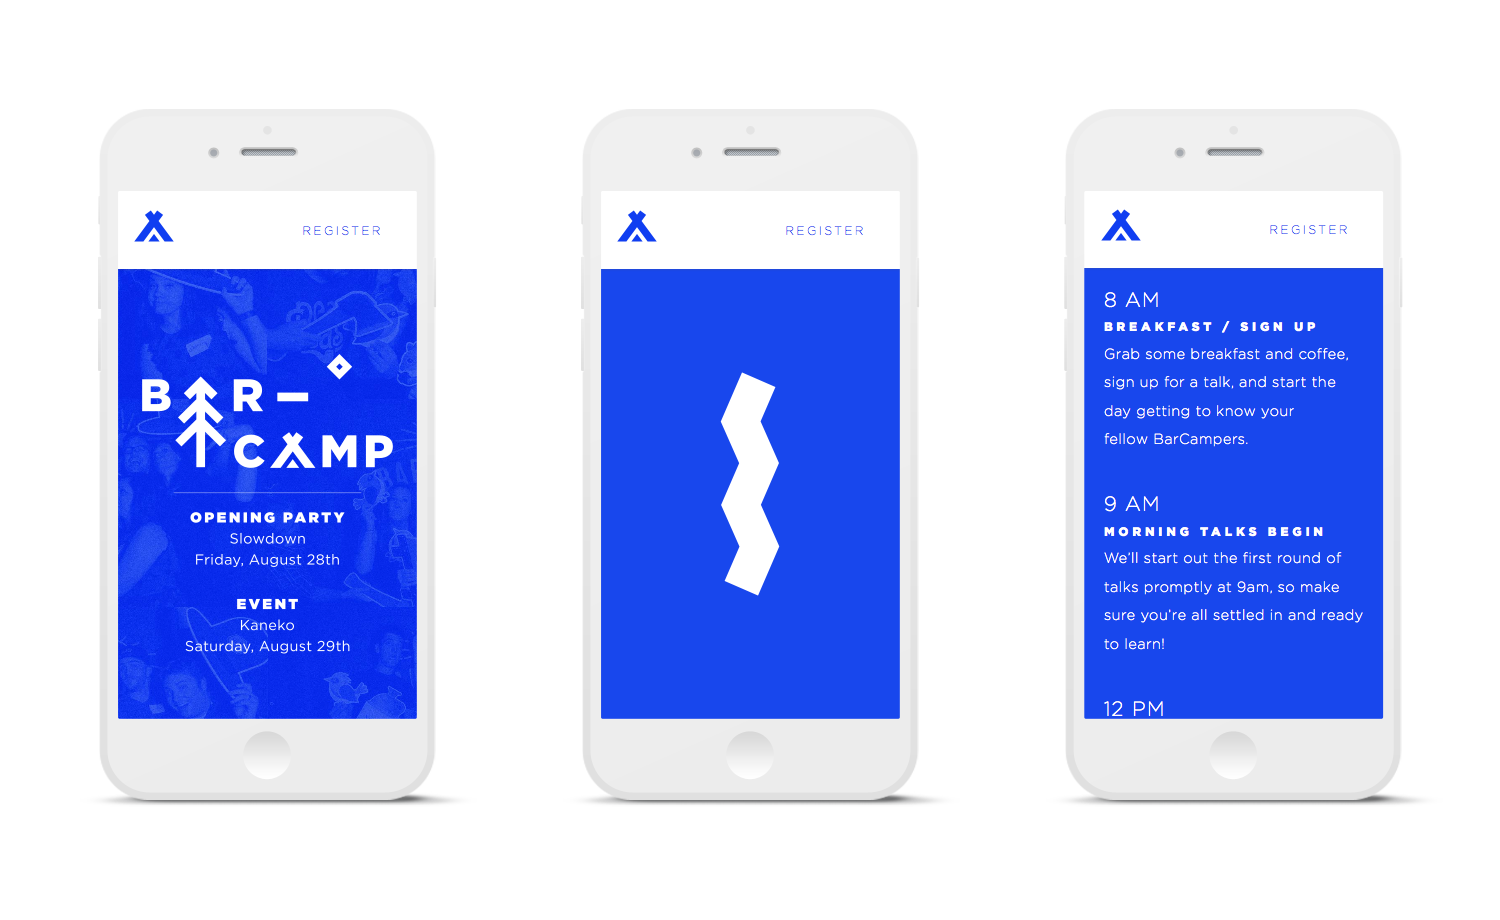 REGISTER
BAR–
CAMP
OPENING PARTY
Slowdown
Friday, August 28th
EVENT
Kaneko
Saturday, August 29th
REGISTER
REGISTER
8 AM
BREAKFAST / SIGN UP
Grab some breakfast and coffee,
sign up for a talk, and start the
day getting to know your
fellow BarCampers.
9 AM
MORNING TALKS BEGIN
We’ll start out the first round of
talks promptly at 9am, so make
sure you’re all settled in and ready
to learn!
12 PM